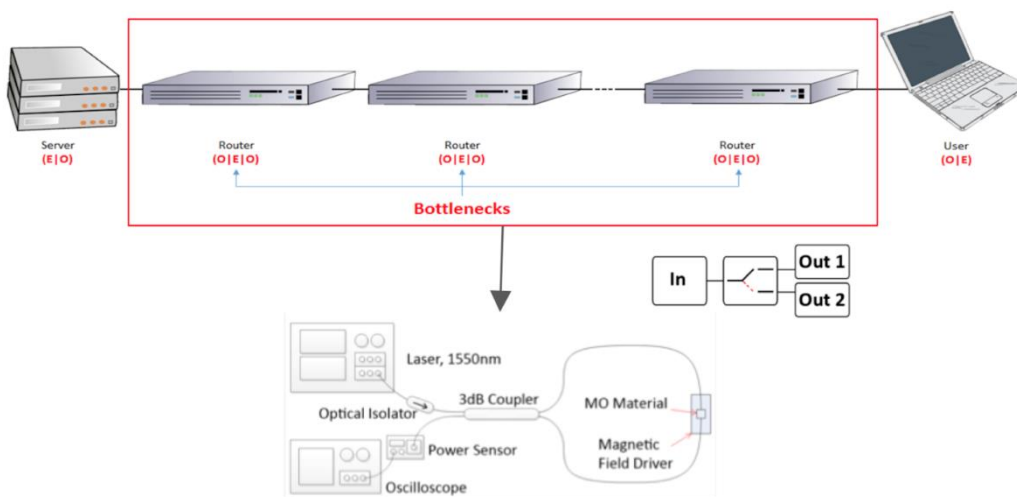 Server
(E|O)
Router
(O|E|O)
Router
(O|E|O)
Router
(O|E|O)
User
(O|E)
Bottlenecks
In
Out 1
Out 2
Laser, 1550nm
Optical Isolator
3dB Coupler
MO Material
Power Sensor
Magnetic
Field Driver
Oscilloscope